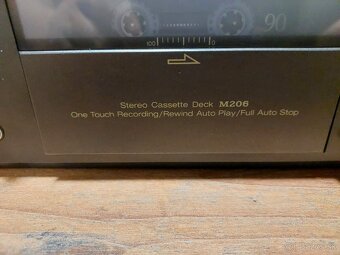 90
100 0
Stereo Cassette Deck M206
One Touch Recording/Rewind Auto Play/Full Auto Stop